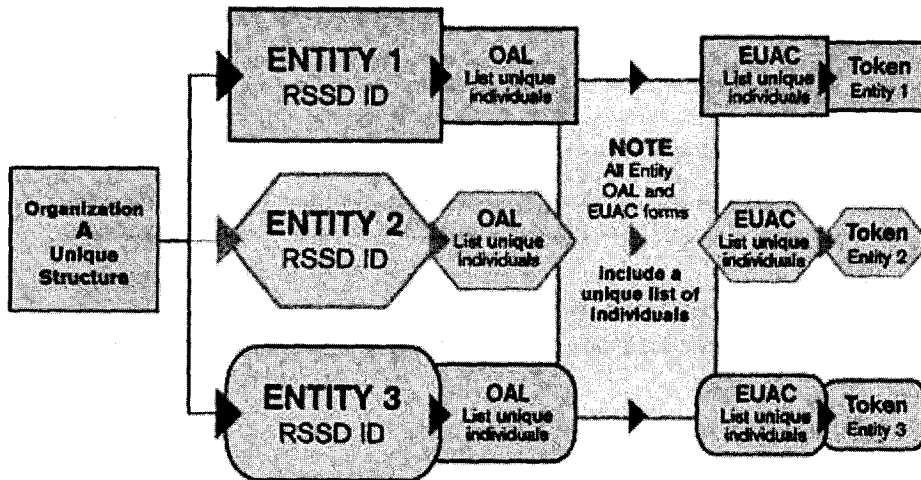 Organization
A
Unique
Structure
ENTITY 1
RSSD ID
OAL
List unique
individuals
EUAC
List unique
individuals
Token
Entity 1
ENTITY 2
RSSD ID
OAL
List unique
individuals
NOTE
All Entity
OAL and
EUAC forms
Include a
unique list of
individuals
EUAC
List unique
individuals
Token
Entity 2
ENTITY 3
RSSD ID
OAL
List unique
individuals
EUAC
List unique
individuals
Token
Entity 3